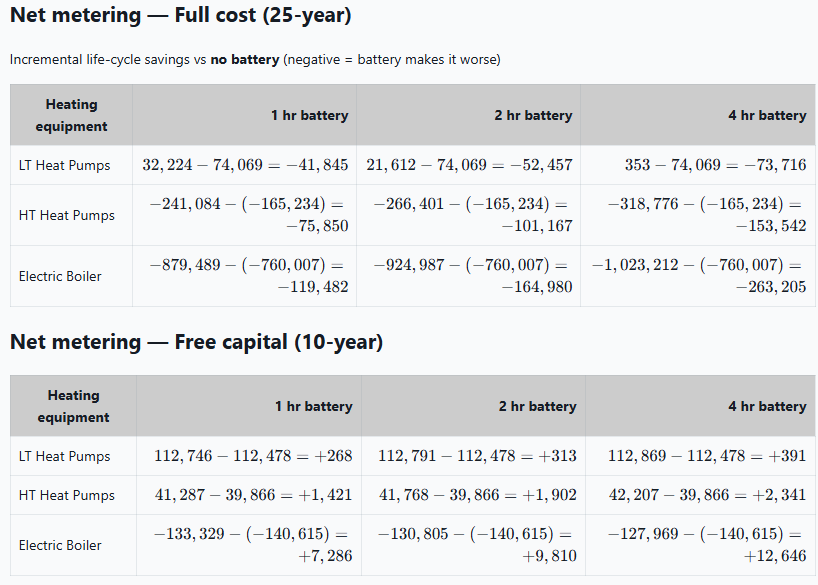 Net metering — Full cost (25-year)
Incremental life-cycle savings vs no battery (negative = battery makes it worse)
Heating equipment | 1 hr battery | 2 hr battery | 4 hr battery
LT Heat Pumps | 32,224 − 74,069 = −41,845 | 21,612 − 74,069 = −52,457 | 353 − 74,069 = −73,716
HT Heat Pumps | −241,084 − (−165,234) = −75,850 | −266,401 − (−165,234) = −101,167 | −318,776 − (−165,234) = −153,542
Electric Boiler | −879,489 − (−760,007) = −119,482 | −924,987 − (−760,007) = −164,980 | −1,023,212 − (−760,007) = −263,205
Net metering — Free capital (10-year)
Heating equipment | 1 hr battery | 2 hr battery | 4 hr battery
LT Heat Pumps | 112,746 − 112,478 = +268 | 112,791 − 112,478 = +313 | 112,869 − 112,478 = +391
HT Heat Pumps | 41,287 − 39,866 = +1,421 | 41,768 − 39,866 = +1,902 | 42,207 − 39,866 = +2,341
Electric Boiler | −133,329 − (−140,615) = +7,286 | −130,805 − (−140,615) = +9,810 | −127,969 − (−140,615) = +12,646